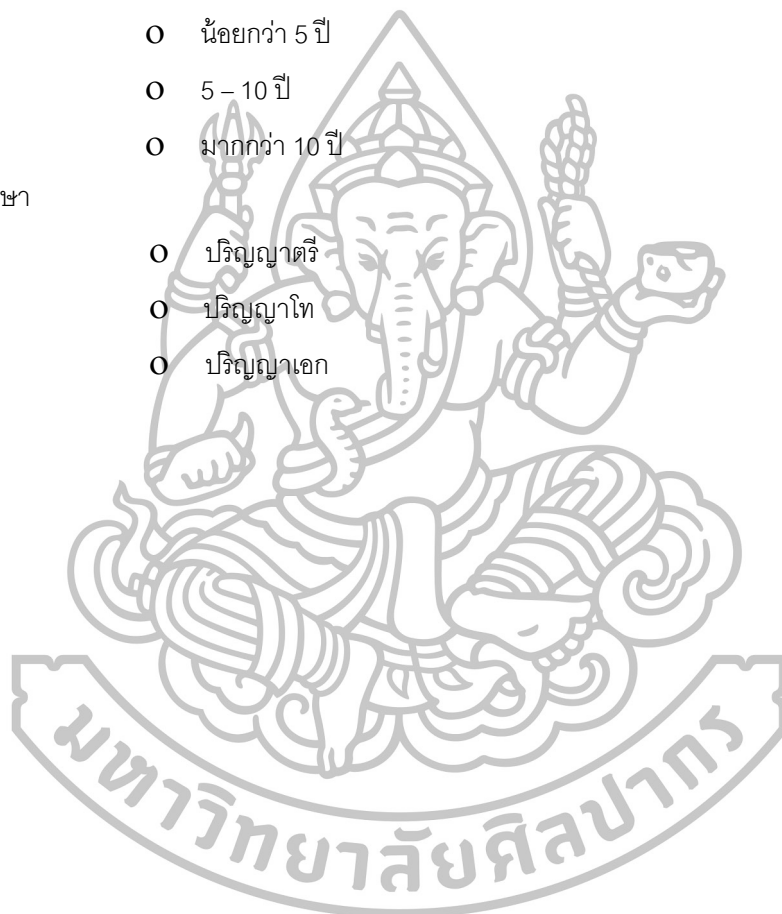 o น้อยกว่า 5 ปี
o 5 – 10 ปี
o มากกว่า 10 ปี
ษา
o ปริญญาตรี
o ปริญญาโท
o ปริญญาเอก
มหาวิทยาลัยศิลปากร